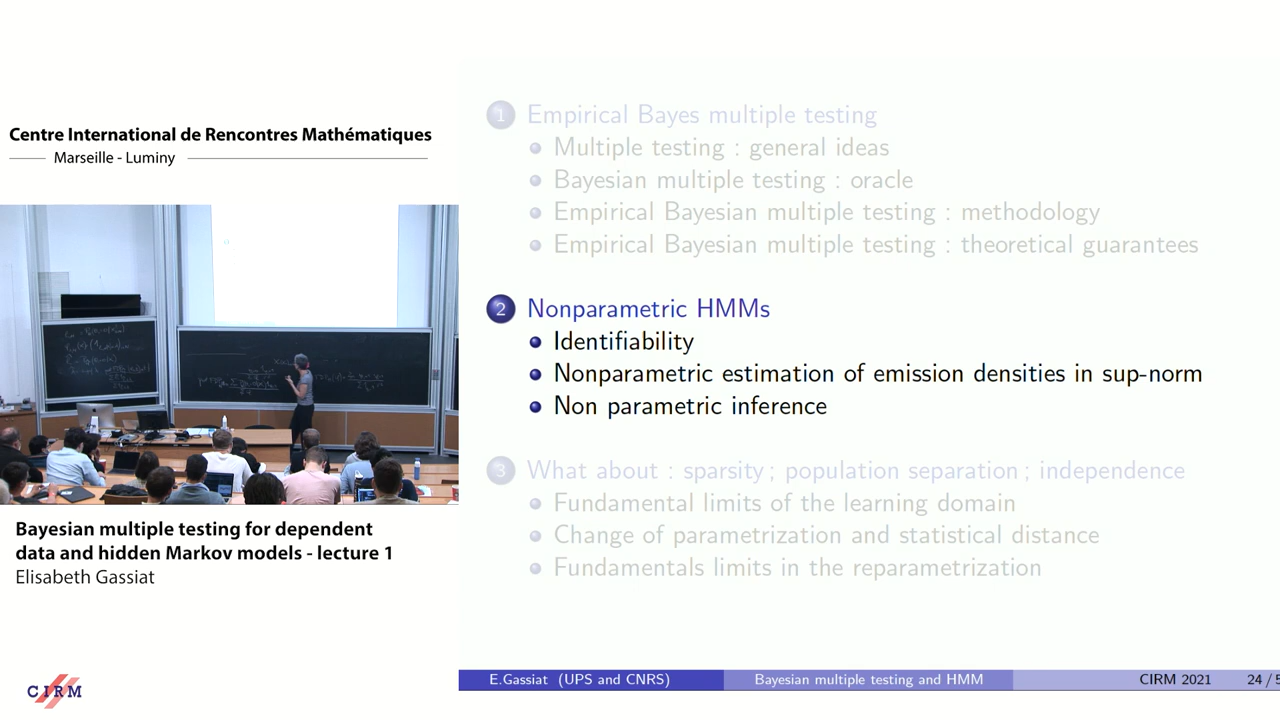 Centre International de Rencontres Mathématiques
Marseille - Luminy
Bayesian multiple testing for dependent
data and hidden Markov models - lecture 1
Elisabeth Gassiat
CIRM
1 Empirical Bayes multiple testing
Multiple testing : general ideas
Bayesian multiple testing : oracle
Empirical Bayesian multiple testing : methodology
Empirical Bayesian multiple testing : theoretical guarantees
2 Nonparametric HMMs
Identifiability
Nonparametric estimation of emission densities in sup-norm
Non parametric inference
3 What about : sparsity ; population separation ; independence
Fundamental limits of the learning domain
Change of parametrization and statistical distance
Fundamentals limits in the reparametrization
E.Gassiat (UPS and CNRS) Bayesian multiple testing and HMM CIRM 2021 24 / 5